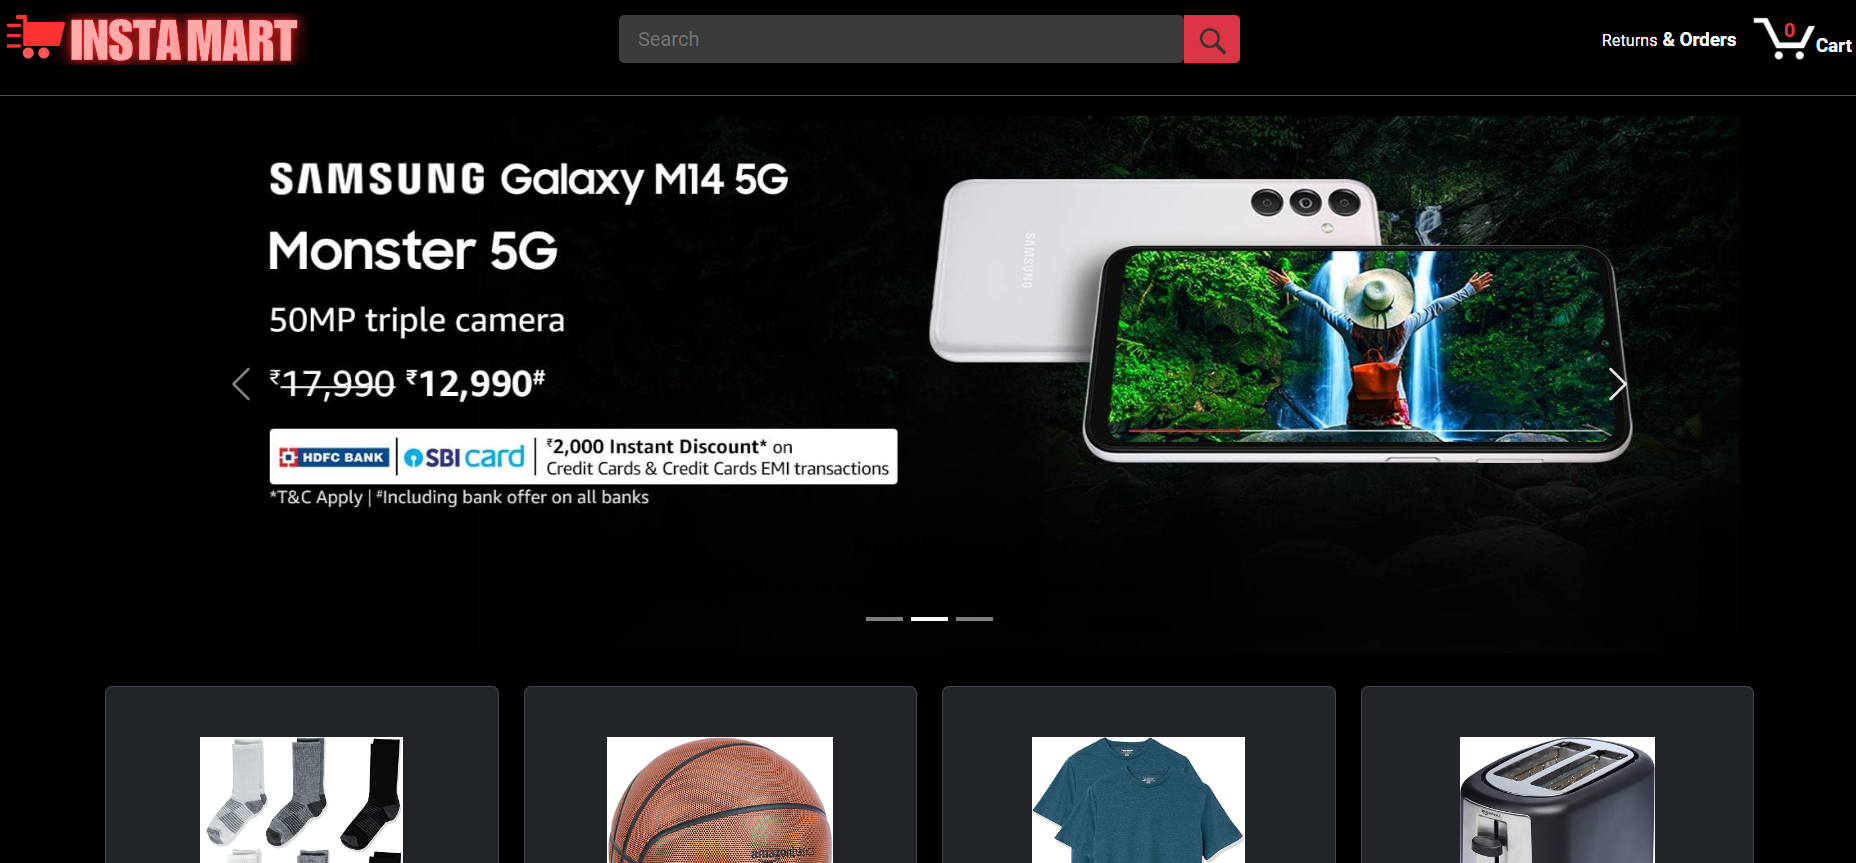 INSTA MART
Search
Returns & Orders
0
Cart
SAMSUNG Galaxy M14 5G
Monster 5G
50MP triple camera
₹17,990 ₹12,990#
HDFC BANK
SBI card
₹2,000 Instant Discount* on
Credit Cards & Credit Cards EMI transactions
*T&C Apply | #Including bank offer on all banks
SAMSUNG